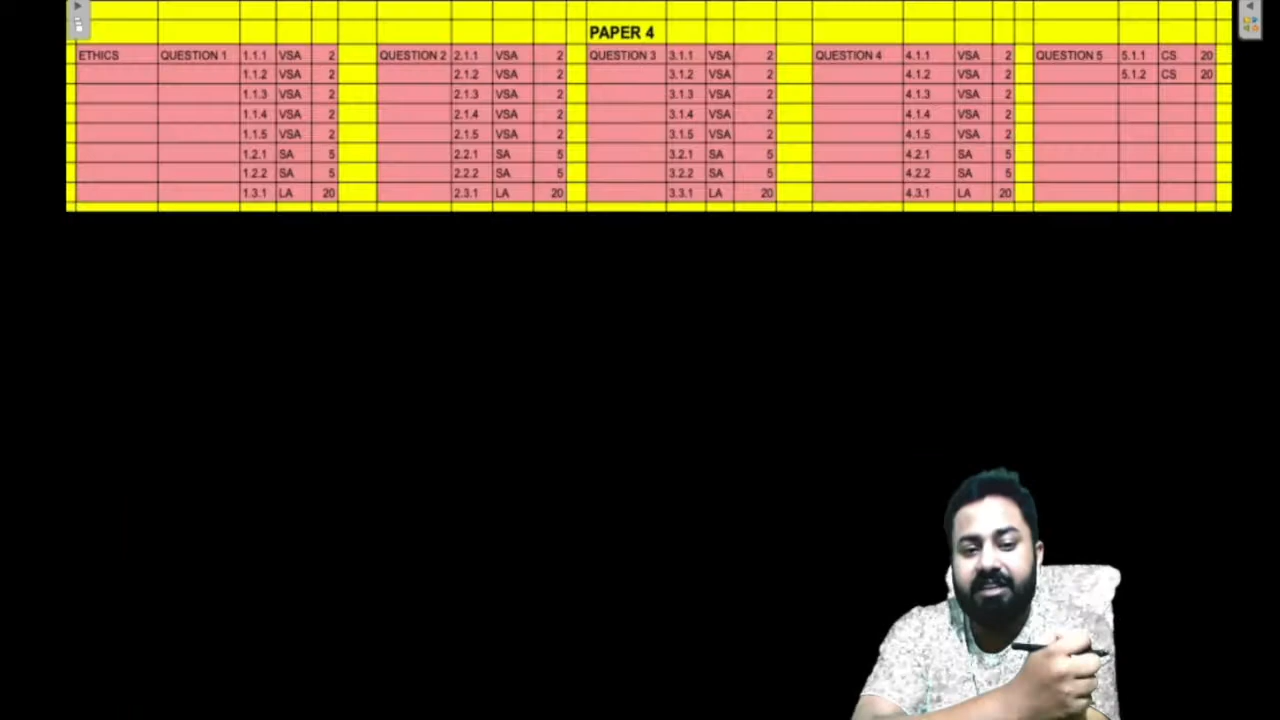 PAPER 4
ETHICS QUESTION 1 1.1.1 VSA 2 QUESTION 2 2.1.1 VSA 2 QUESTION 3 3.1.1 VSA 2 QUESTION 4 4.1.1 VSA 2 QUESTION 5 5.1.1 CS 20
1.1.2 VSA 2 2.1.2 VSA 2 3.1.2 VSA 2 4.1.2 VSA 2 5.1.2 CS 20
1.1.3 VSA 2 2.1.3 VSA 2 3.1.3 VSA 2 4.1.3 VSA 2
1.1.4 VSA 2 2.1.4 VSA 2 3.1.4 VSA 2 4.1.4 VSA 2
1.1.5 VSA 2 2.1.5 VSA 2 3.1.5 VSA 2 4.1.5 VSA 2
1.2.1 SA 5 2.2.1 SA 5 3.2.1 SA 5 4.2.1 SA 5
1.2.2 SA 5 2.2.2 SA 5 3.2.2 SA 5 4.2.2 SA 5
1.3.1 LA 20 2.3.1 LA 20 3.3.1 LA 20 4.3.1 LA 20